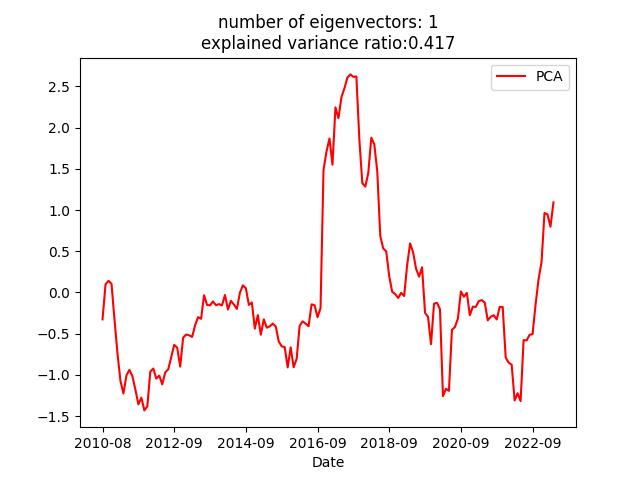 number of eigenvectors: 1
explained variance ratio:0.417
PCA
2.5
2.0
1.5
1.0
0.5
0.0
−0.5
−1.0
−1.5
2010-08 2012-09 2014-09 2016-09 2018-09 2020-09 2022-09
Date